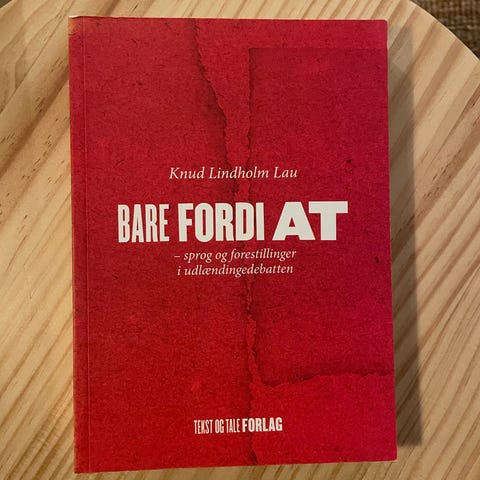 Knud Lindholm Lau
BARE FORDI AT
– sprog og forestillinger
i udlændingedebatten
TEKST OG TALE FORLAG